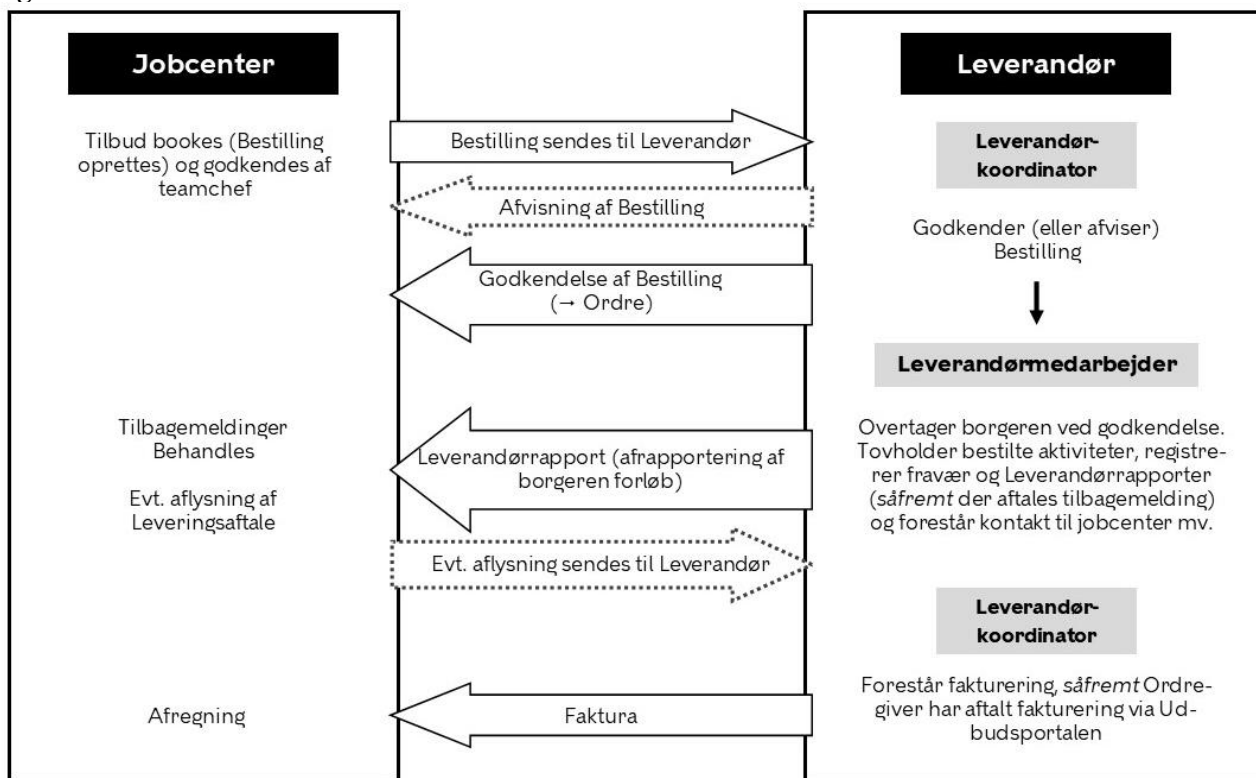 Jobcenter
Tilbud bookes (Bestilling
oprettes) og godkendes af
teamchef
Bestilling sendes til Leverandør
Afvisning af Bestilling
Godkendelse af Bestilling
(→ Ordre)
Leverandør
Leverandør-
koordinator
Godkender (eller afviser)
Bestilling
Leverandørmedarbejder
Tilbagemeldinger
Behandles
Evt. aflysning af
Leveringsaftale
Leverandørrapport (afrapportering af
borgeren forløb)
Overtager borgeren ved godkendelse.
Tovholder bestilte aktiviteter, registre-
rer fravær og Leverandørrapporter
(såfremt der aftales tilbagemelding)
og forestår kontakt til jobcenter mv.
Evt. aflysning sendes til Leverandør
Leverandør-
koordinator
Afregning
Faktura
Forestår fakturering, såfremt Ordre-
giver har aftalt fakturering via Ud-
budsportalen